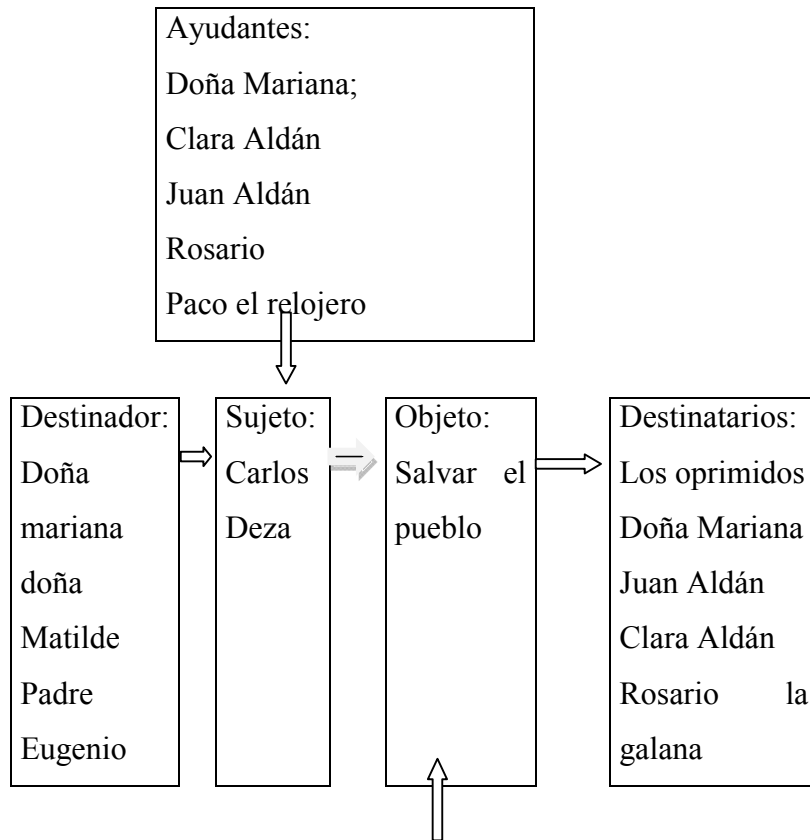 Ayudantes:
Doña Mariana;
Clara Aldán
Juan Aldán
Rosario
Paco el relojero
Destinador:
Doña
mariana
doña
Matilde
Padre
Eugenio
Sujeto:
Carlos
Deza
Objeto:
Salvar el
pueblo
Destinatarios:
Los oprimidos
Doña Mariana
Juan Aldán
Clara Aldán
Rosario la
galana